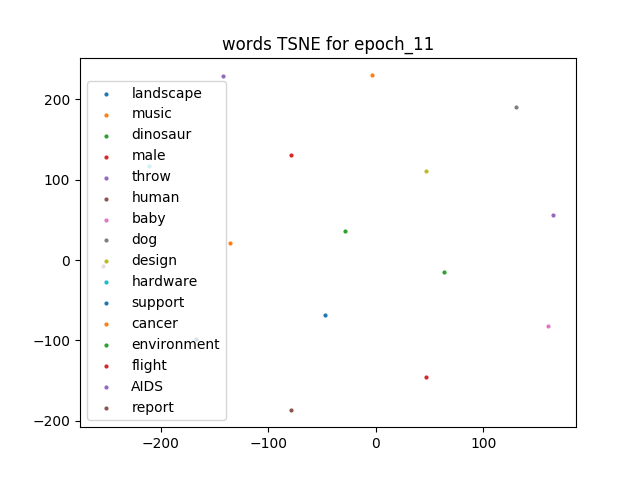 words TSNE for epoch_11
200
100
0
−100
−200
landscape
music
dinosaur
male
throw
human
baby
dog
design
hardware
support
cancer
environment
flight
AIDS
report
−200
−100
0
100